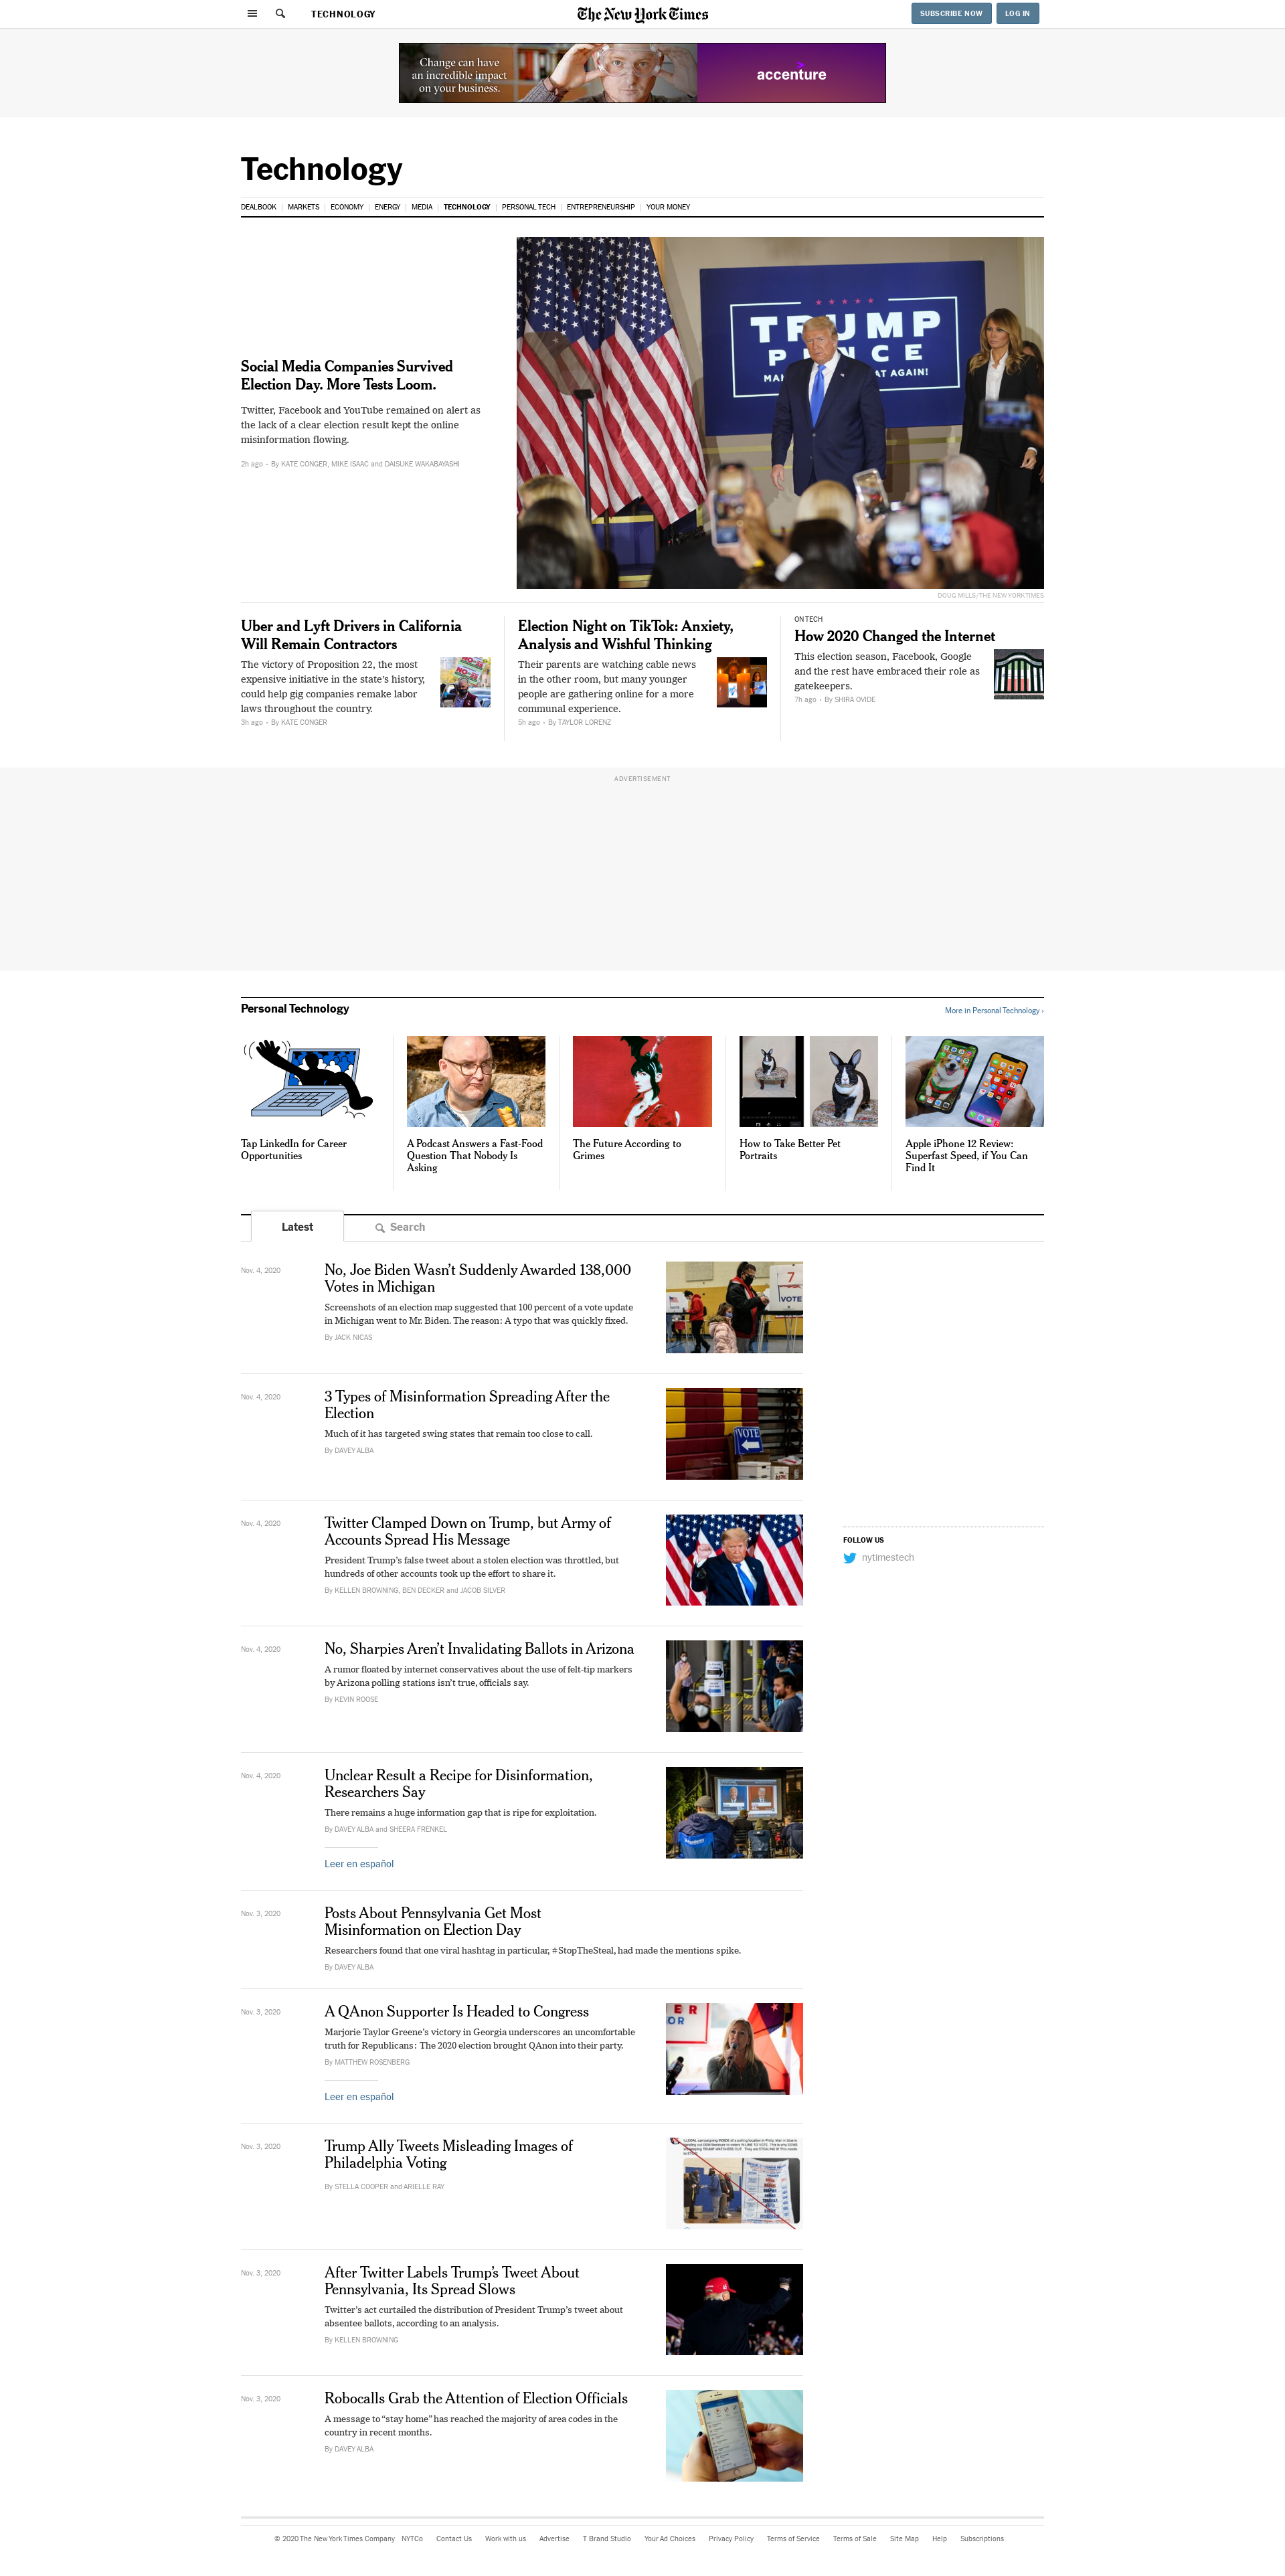 TECHNOLOGY
The New York Times
SUBSCRIBE NOW
LOG IN
Change can have
an incredible impact
on your business.
accenture
Technology
DEALBOOK | MARKETS | ECONOMY | ENERGY | MEDIA | TECHNOLOGY | PERSONAL TECH | ENTREPRENEURSHIP | YOUR MONEY
Social Media Companies Survived
Election Day. More Tests Loom.
Twitter, Facebook and YouTube remained on alert as
the lack of a clear election result kept the online
misinformation flowing.
2h ago • By KATE CONGER, MIKE ISAAC and DAISUKE WAKABAYASHI
TRUMP
PENCE
AT AGAIN!
DOUG MILLS/THE NEW YORK TIMES
Uber and Lyft Drivers in California
Will Remain Contractors
The victory of Proposition 22, the most
expensive initiative in the state's history,
could help gig companies remake labor
laws throughout the country.
3h ago • By KATE CONGER
Election Night on TikTok: Anxiety,
Analysis and Wishful Thinking
Their parents are watching cable news
in the other room, but many younger
people are gathering online for a more
communal experience.
5h ago • By TAYLOR LORENZ
ON TECH
How 2020 Changed the Internet
This election season, Facebook, Google
and the rest have embraced their role as
gatekeepers.
7h ago • By SHIRA OVIDE
ADVERTISEMENT
Personal Technology
More in Personal Technology ›
Tap LinkedIn for Career
Opportunities
A Podcast Answers a Fast-Food
Question That Nobody Is
Asking
The Future According to
Grimes
How to Take Better Pet
Portraits
Apple iPhone 12 Review:
Superfast Speed, if You Can
Find It
Latest
Search
Nov. 4, 2020
No, Joe Biden Wasn't Suddenly Awarded 138,000
Votes in Michigan
Screenshots of an election map suggested that 100 percent of a vote update
in Michigan went to Mr. Biden. The reason: A typo that was quickly fixed.
By JACK NICAS
7
VOTE
Nov. 4, 2020
3 Types of Misinformation Spreading After the
Election
Much of it has targeted swing states that remain too close to call.
By DAVEY ALBA
VOTE
Nov. 4, 2020
Twitter Clamped Down on Trump, but Army of
Accounts Spread His Message
President Trump's false tweet about a stolen election was throttled, but
hundreds of other accounts took up the effort to share it.
By KELLEN BROWNING, BEN DECKER and JACOB SILVER
FOLLOW US
nytimestech
Nov. 4, 2020
No, Sharpies Aren't Invalidating Ballots in Arizona
A rumor floated by internet conservatives about the use of felt-tip markers
by Arizona polling stations isn't true, officials say.
By KEVIN ROOSE
Nov. 4, 2020
Unclear Result a Recipe for Disinformation,
Researchers Say
There remains a huge information gap that is ripe for exploitation.
By DAVEY ALBA and SHEERA FRENKEL
Leer en español
Nov. 3, 2020
Posts About Pennsylvania Get Most
Misinformation on Election Day
Researchers found that one viral hashtag in particular, #StopTheSteal, had made the mentions spike.
By DAVEY ALBA
Nov. 3, 2020
A QAnon Supporter Is Headed to Congress
Marjorie Taylor Greene's victory in Georgia underscores an uncomfortable
truth for Republicans: The 2020 election brought QAnon into their party.
By MATTHEW ROSENBERG
Leer en español
Nov. 3, 2020
Trump Ally Tweets Misleading Images of
Philadelphia Voting
By STELLA COOPER and ARIELLE RAY
Nov. 3, 2020
After Twitter Labels Trump's Tweet About
Pennsylvania, Its Spread Slows
Twitter's act curtailed the distribution of President Trump's tweet about
absentee ballots, according to an analysis.
By KELLEN BROWNING
Nov. 3, 2020
Robocalls Grab the Attention of Election Officials
A message to "stay home" has reached the majority of area codes in the
country in recent months.
By DAVEY ALBA
© 2020 The New York Times Company NYTCo Contact Us Work with us Advertise T Brand Studio Your Ad Choices Privacy Policy Terms of Service Terms of Sale Site Map Help Subscriptions